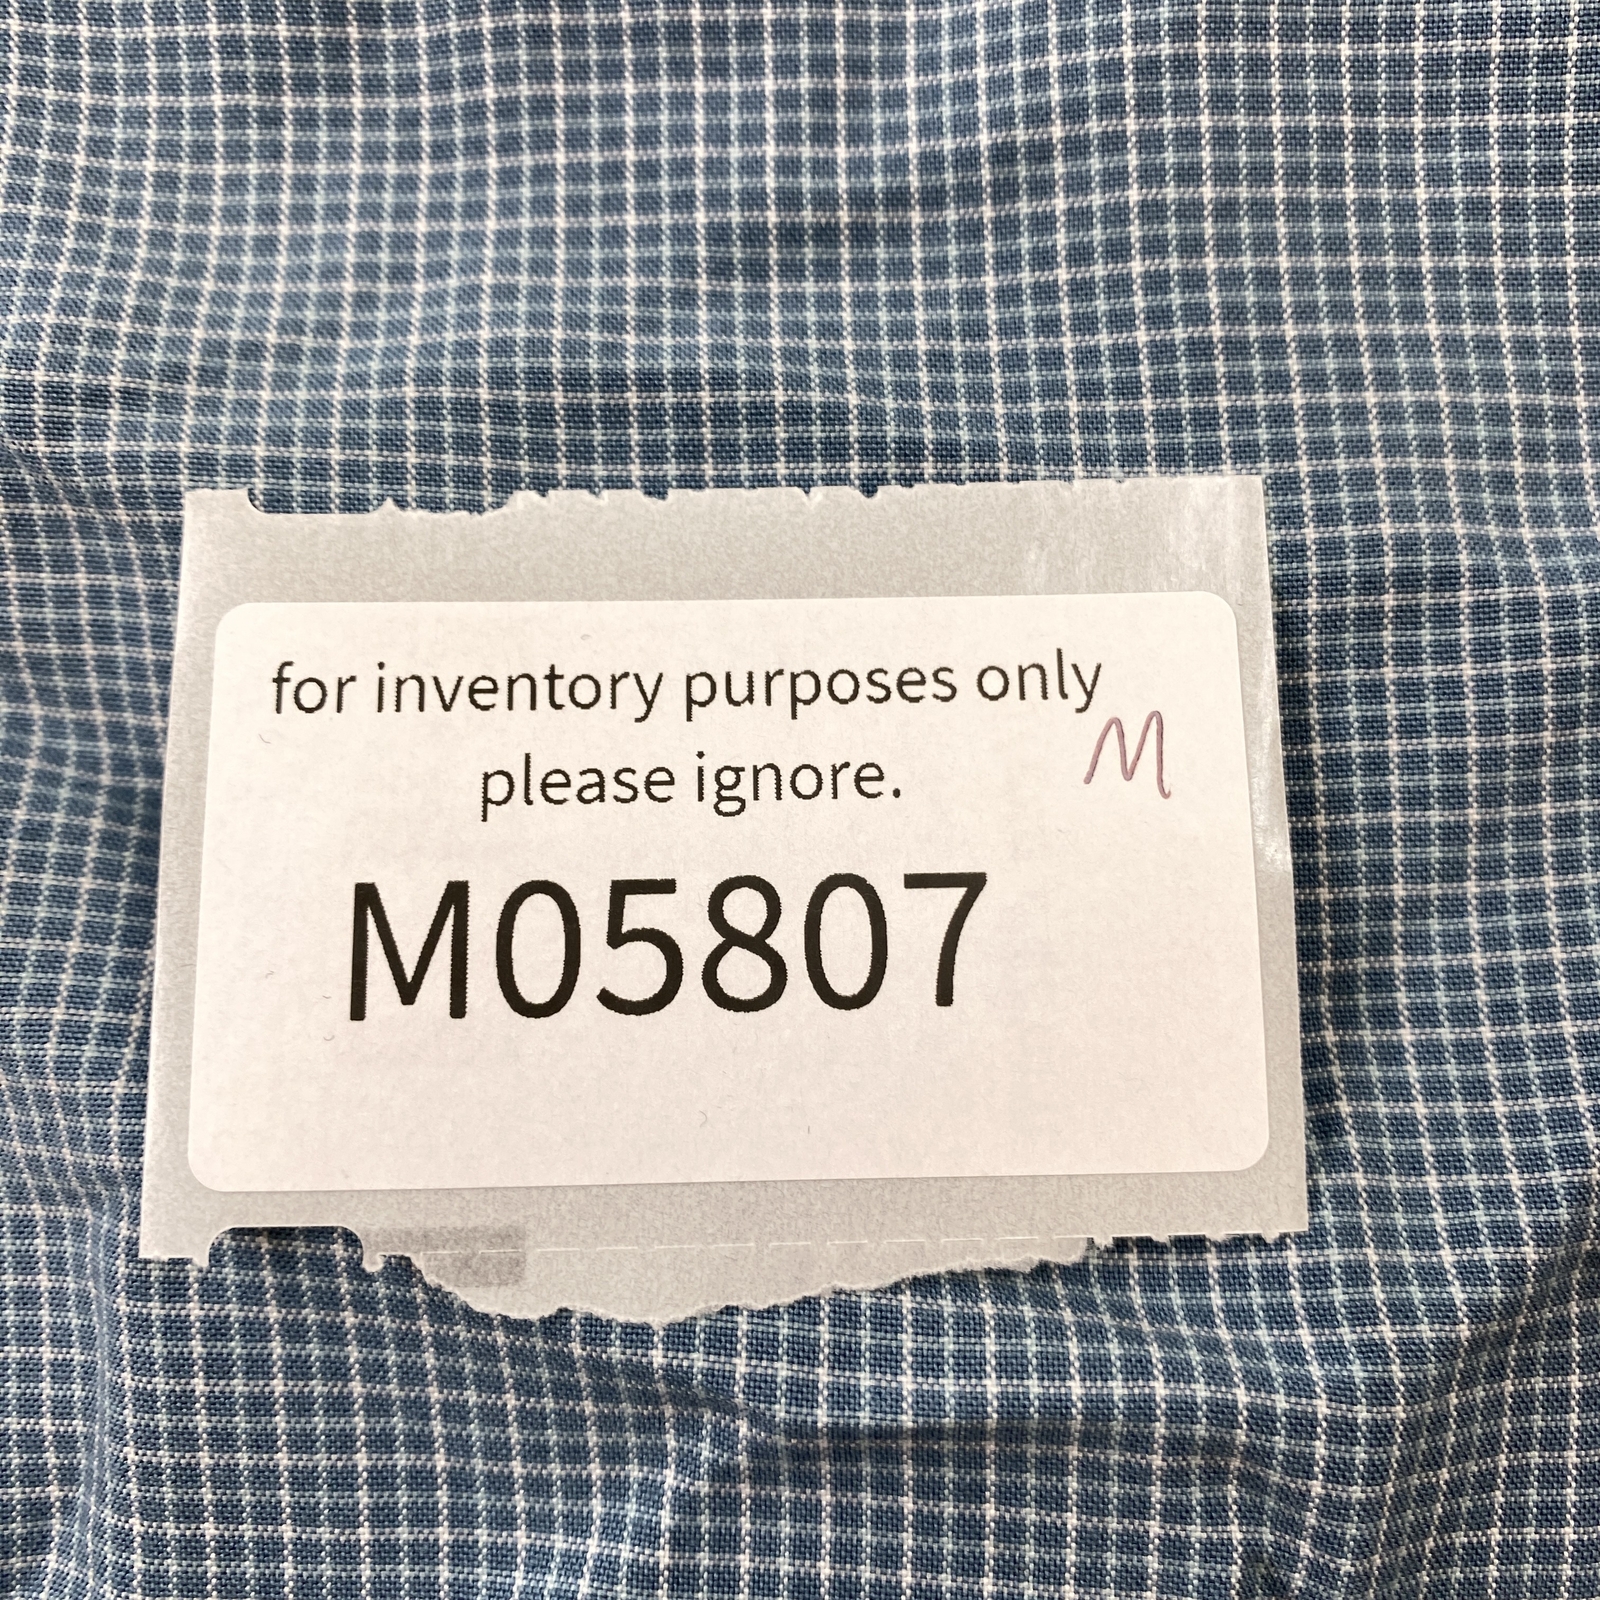 for inventory purposes only
M
please ignore.
M05807